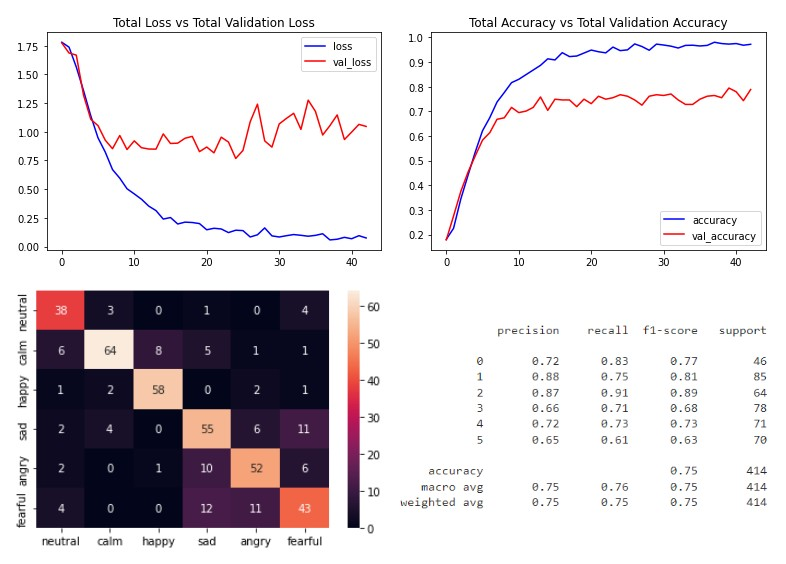 Total Loss vs Total Validation Loss
loss
val_loss
1.75
1.50
1.25
1.00
0.75
0.50
0.25
0.00
0 10 20 30 40
Total Accuracy vs Total Validation Accuracy
1.0
0.9
0.8
0.7
0.6
0.5
0.4
0.3
0.2
accuracy
val_accuracy
0 10 20 30 40
neutral 38 3 0 1 0 4
calm 6 64 8 5 1 1
happy 1 2 58 0 2 1
sad 2 4 0 55 6 11
angry 2 0 1 10 52 6
fearful 4 0 0 12 11 43
neutral calm happy sad angry fearful
60
50
40
30
20
10
0
precision recall f1-score support
0 0.72 0.83 0.77 46
1 0.88 0.75 0.81 85
2 0.87 0.91 0.89 64
3 0.66 0.71 0.68 78
4 0.72 0.73 0.73 71
5 0.65 0.61 0.63 70
accuracy 0.75 414
macro avg 0.75 0.76 0.75 414
weighted avg 0.75 0.75 0.75 414